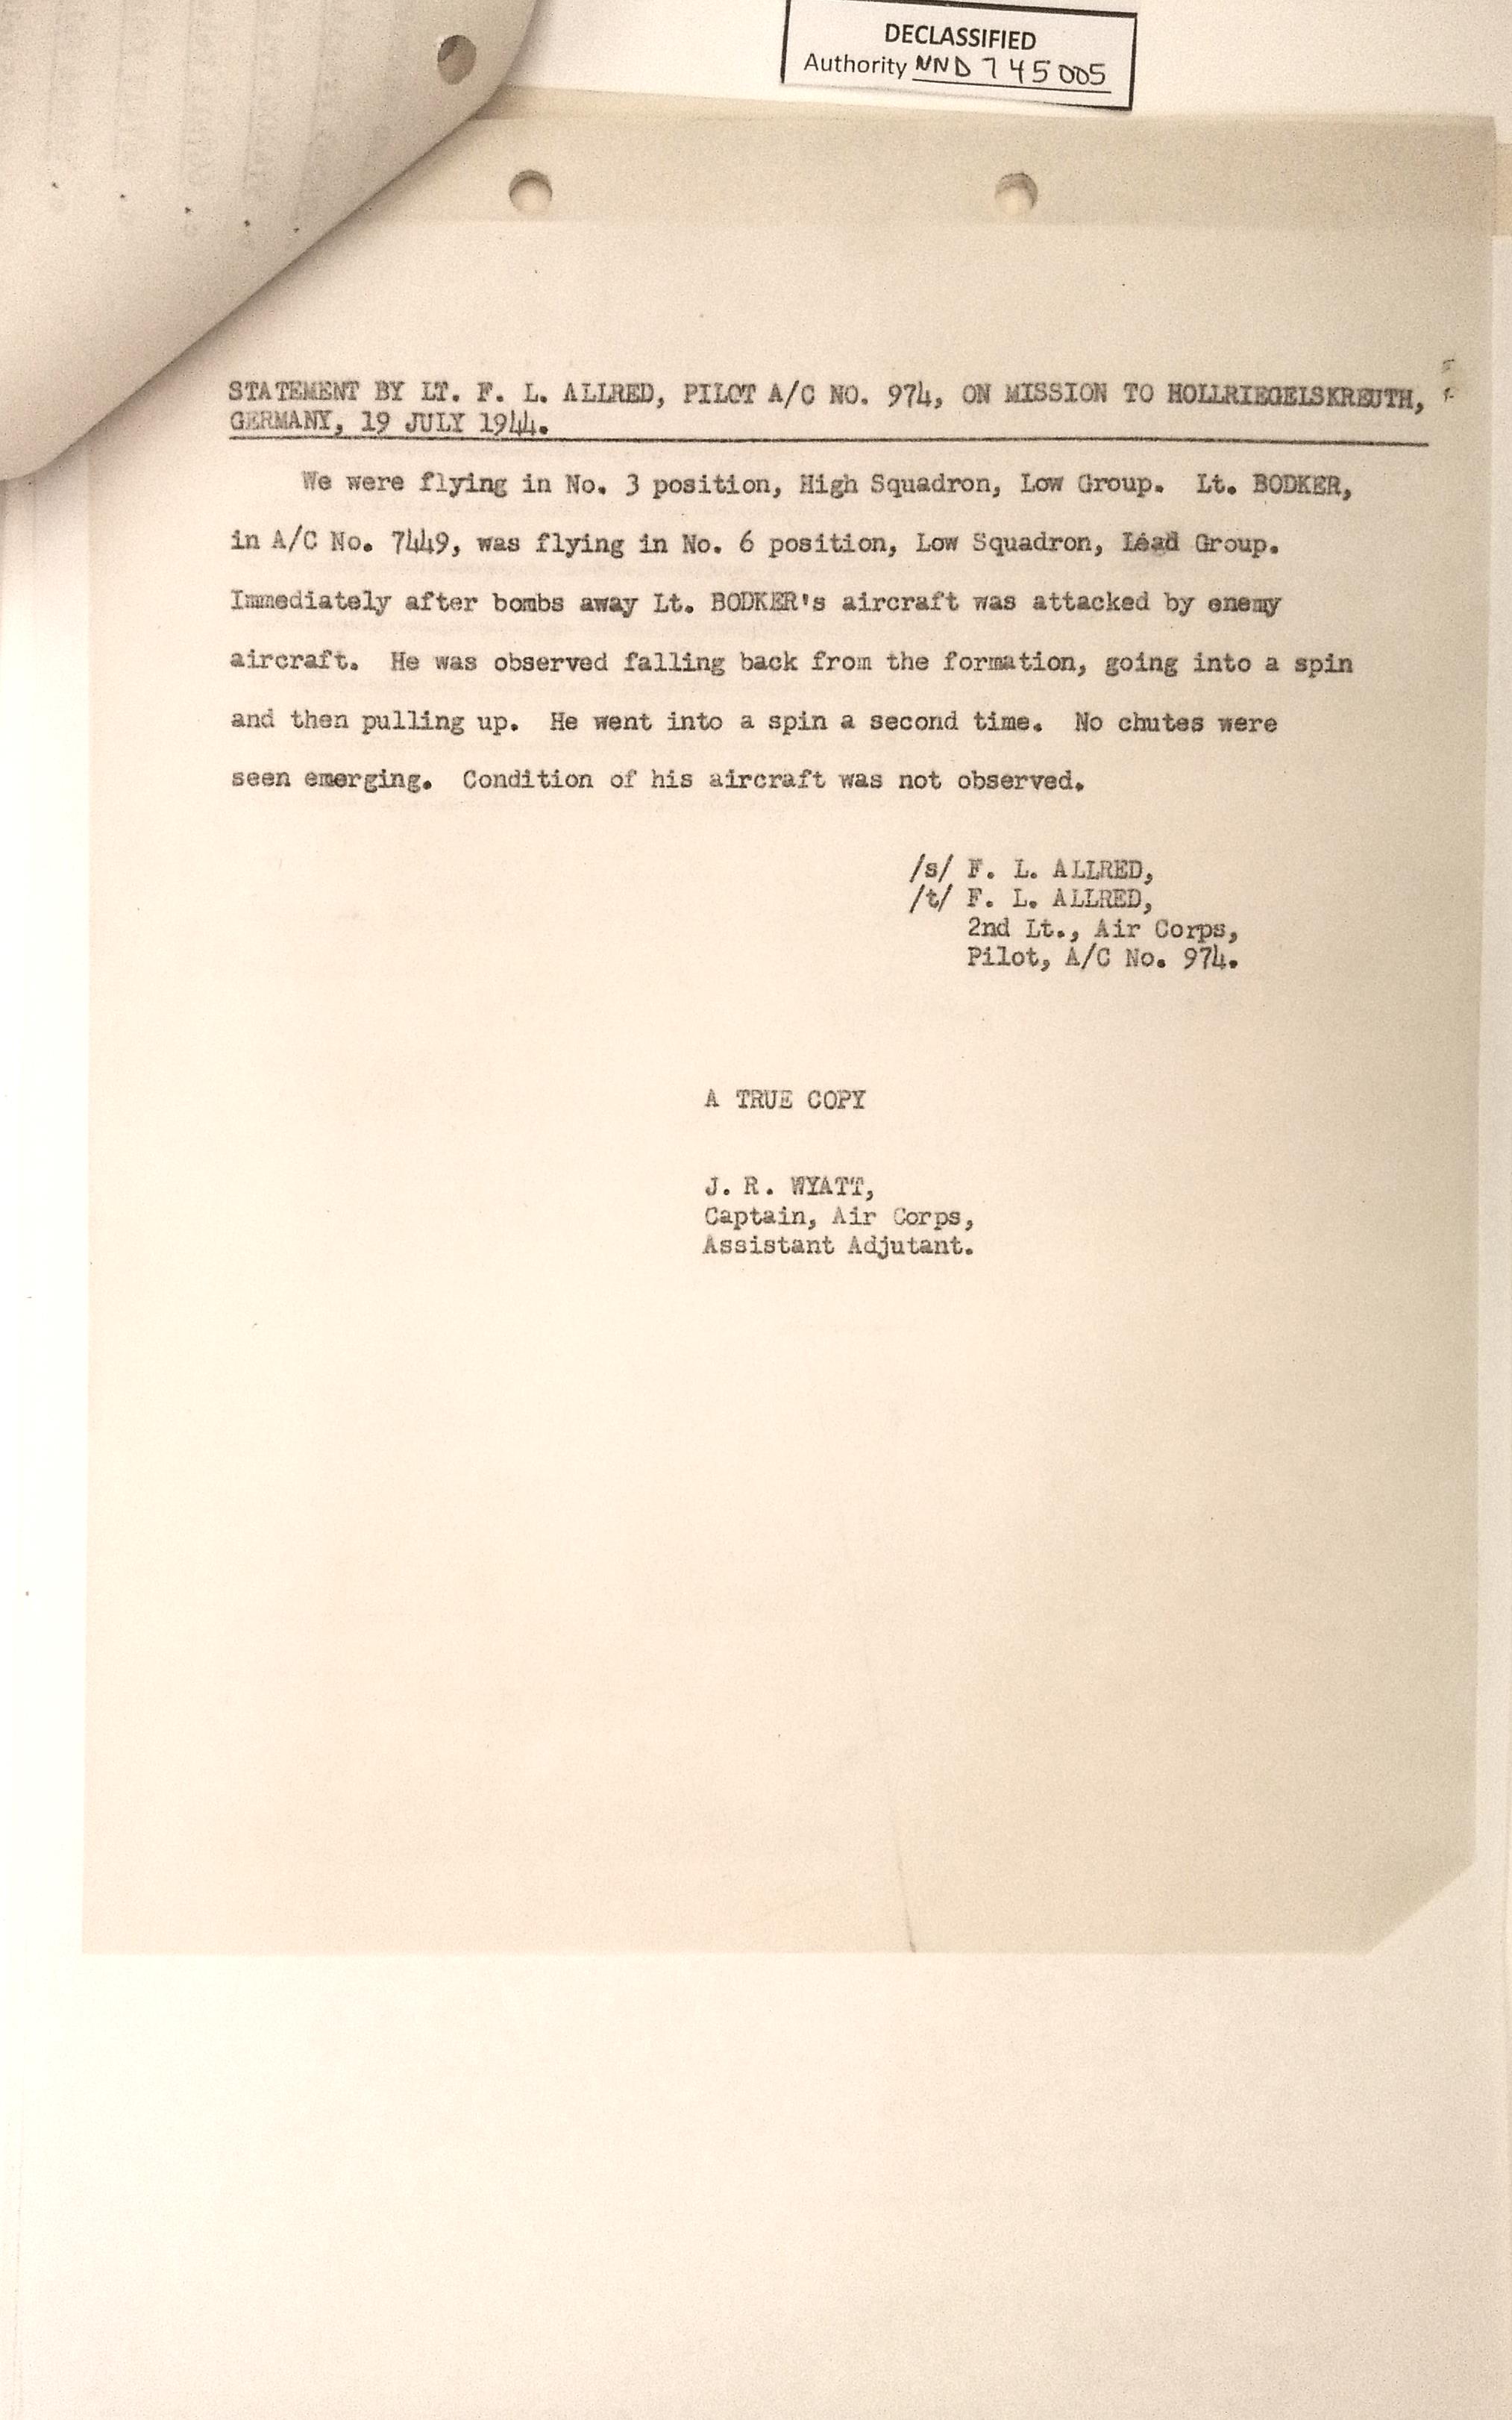 DECLASSIFIED
Authority NND 745005
STATEMENT BY LT. F. L. ALLRED, PILOT A/C NO. 974, ON MISSION TO HOLLRIEGELSKREUTH,
GERMANY, 19 JULY 1944.
We were flying in No. 3 position, High Squadron, Low Group. Lt. BODKER,
in A/C No. 7449, was flying in No. 6 position, Low Squadron, Lead Group.
Immediately after bombs away Lt. BODKER's aircraft was attacked by enemy
aircraft. He was observed falling back from the formation, going into a spin
and then pulling up. He went into a spin a second time. No chutes were
seen emerging. Condition of his aircraft was not observed.
/s/ F. L. ALLRED,
/t/ F. L. ALLRED,
2nd Lt., Air Corps,
Pilot, A/C No. 974.
A TRUE COPY
J. R. WYATT,
Captain, Air Corps,
Assistant Adjutant.